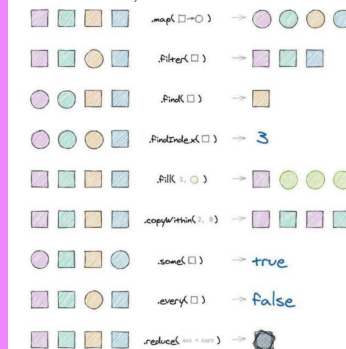 .map( □→○ )
.filter( □ )
.find( □ )
.findIndex( □ ) → 3
.fill( 1, ○ )
.copyWithin( 2, 0 )
.some( □ ) → true
.every( □ ) → false
.reduce( acc + curr )